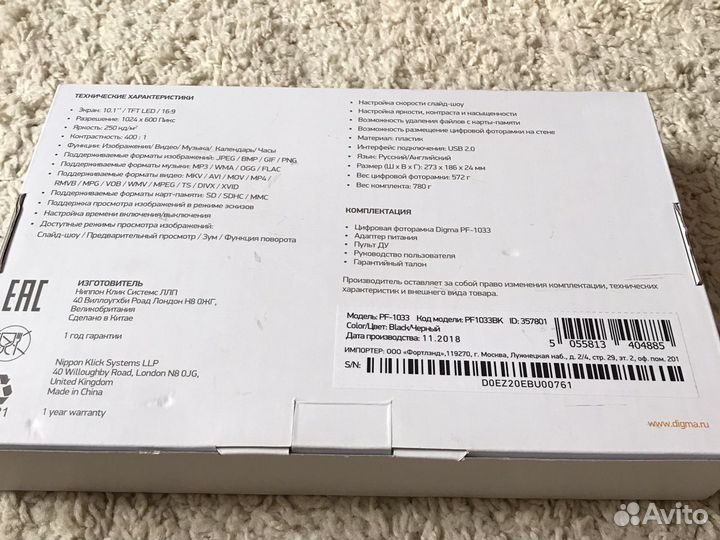 ТЕХНИЧЕСКИЕ ХАРАКТЕРИСТИКИ
• Экран: 10.1'' / TFT LED / 16:9
• Разрешение: 1024 x 600 Пикс
• Яркость: 250 кд/м²
• Контрастность: 400 : 1
• Функции: Изображения/ Видео/ Музыка/ Календарь/ Часы
• Поддерживаемые форматы изображений: JPEG / BMP / GIF / PNG
• Поддерживаемые форматы музыки: MP3 / WMA / OGG / FLAC
• Поддерживаемые форматы видео: MKV / AVI / MOV / MP4 /
RMVB / MPG / VOB / WMV / MPEG / TS / DIVX / XVID
• Поддерживаемые форматы карт-памяти: SD / SDHC / MMC
• Поддержка просмотра изображений в режиме эскизов
• Настройка времени включения/выключения
• Доступные режимы просмотра изображений:
Слайд-шоу / Предварительный просмотр / Зум / Функция поворота
• Настройка скорости слайд-шоу
• Настройка яркости, контраста и насыщенности
• Возможность удаления файлов с карты-памяти
• Возможность размещения цифровой фоторамки на стене
• Материал: пластик
• Интерфейс подключения: USB 2.0
• Язык: Русский/Английский
• Размер (Ш x В x Г): 273 x 186 x 24 мм
• Вес цифровой фоторамки: 572 г
• Вес комплекта: 780 г
КОМПЛЕКТАЦИЯ
• Цифровая фоторамка Digma PF-1033
• Адаптер питания
• Пульт ДУ
• Руководство пользователя
• Гарантийный талон
Производитель оставляет за собой право изменения комплектации, технических
характеристик и внешнего вида товара.
EAC
ИЗГОТОВИТЕЛЬ
Ниппон Клик Системс ЛЛП
40 Виллоугхби Роад Лондон Н8 0ЖГ,
Великобритания
Сделано в Китае
1 год гарантии
Nippon Klick Systems LLP
40 Willoughby Road, London N8 0JG,
United Kingdom
Made in China
1 year warranty
21
Модель: PF-1033 Код модели: PF1033BK ID: 357801
Color/Цвет: Black/Черный
Дата производства: 11.2018
5 055813 404885
ИМПОРТЕР: ООО «Фортлэнд»,119270, г. Москва, Лужнецкая наб., д. 2/4, стр. 29, эт. 2, оф. пом. 201
S/N:
D0EZ20EBU00761
www.digma.ru
Avito